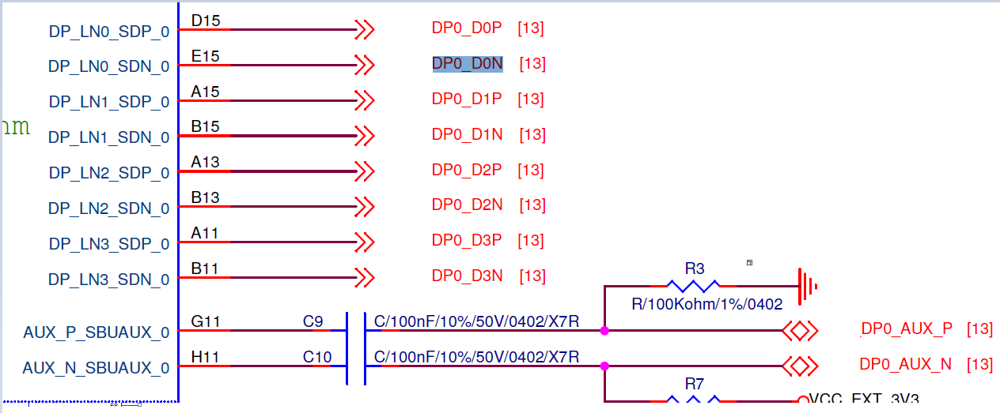 DP_LN0_SDP_0 D15 DP0_D0P [13]
DP_LN0_SDN_0 E15 DP0_D0N [13]
DP_LN1_SDP_0 A15 DP0_D1P [13]
DP_LN1_SDN_0 B15 DP0_D1N [13]
DP_LN2_SDP_0 A13 DP0_D2P [13]
DP_LN2_SDN_0 B13 DP0_D2N [13]
DP_LN3_SDP_0 A11 DP0_D3P [13]
DP_LN3_SDN_0 B11 DP0_D3N [13]
R3
R/100Kohm/1%/0402
AUX_P_SBUAUX_0 G11 C9 C/100nF/10%/50V/0402/X7R DP0_AUX_P [13]
AUX_N_SBUAUX_0 H11 C10 C/100nF/10%/50V/0402/X7R DP0_AUX_N [13]
R7
VCC_EXT_3V3